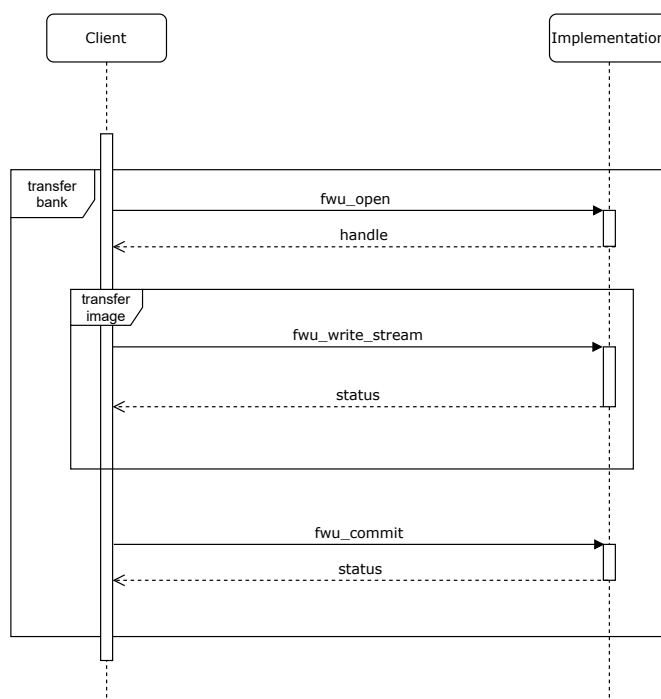 Client
Implementation
transfer
bank
fwu_open
handle
transfer
image
fwu_write_stream
status
fwu_commit
status